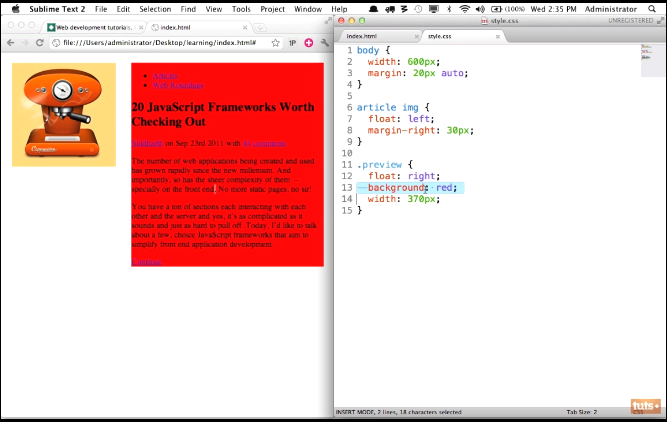 Sublime Text 2 File Edit Selection Find View Tools Project Window Help
(100%) Wed 2:35 PM Administrator
Web development tutorials,
index.html
file:///Users/administrator/Desktop/learning/index.html#
1P
Articles
Web Roundups
20 JavaScript Frameworks Worth
Checking Out
Siddharth on Sep 23rd 2011 with 41 comments
The number of web applications being created and used
has grown rapidly since the new millenium. And
importantly, so has the sheer complexity of them —
specially on the front end. No more static pages, no sir!
You have a ton of sections each interacting with each
other and the server and yes, it's as complicated as it
sounds and just as hard to pull off. Today, I'd like to talk
about a few, choice JavaScript frameworks that aim to
simplify front end application development
style.css
UNREGISTERED
index.html
style.css
1 body {
2 width: 600px;
3 margin: 20px auto;
4 }
5
6 article img {
7 float: left;
8 margin-right: 30px;
9 }
10
11 .preview {
12 float: right;
13 background: red;
14 width: 370px;
15 }
INSERT MODE, 2 lines, 18 characters selected
Tab Size: 2
CSS
tuts+